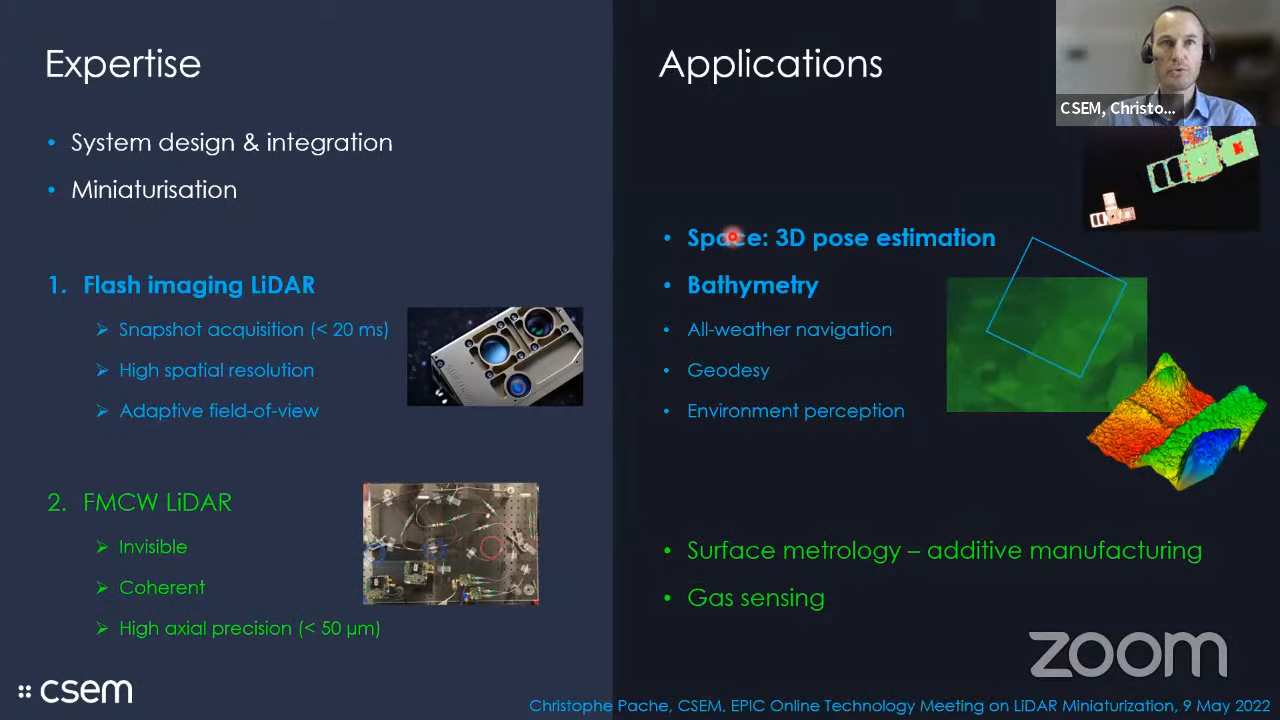 Expertise
System design & integration
Miniaturisation
1. Flash imaging LiDAR
Snapshot acquisition (< 20 ms)
High spatial resolution
Adaptive field-of-view
2. FMCW LiDAR
Invisible
Coherent
High axial precision (< 50 µm)
csem
Applications
CSEM, Christo...
Space: 3D pose estimation
Bathymetry
All-weather navigation
Geodesy
Environment perception
Surface metrology – additive manufacturing
Gas sensing
zoom
Christophe Pache, CSEM, EPIC Online Technology Meeting on LiDAR Miniaturization, 9 May 2022